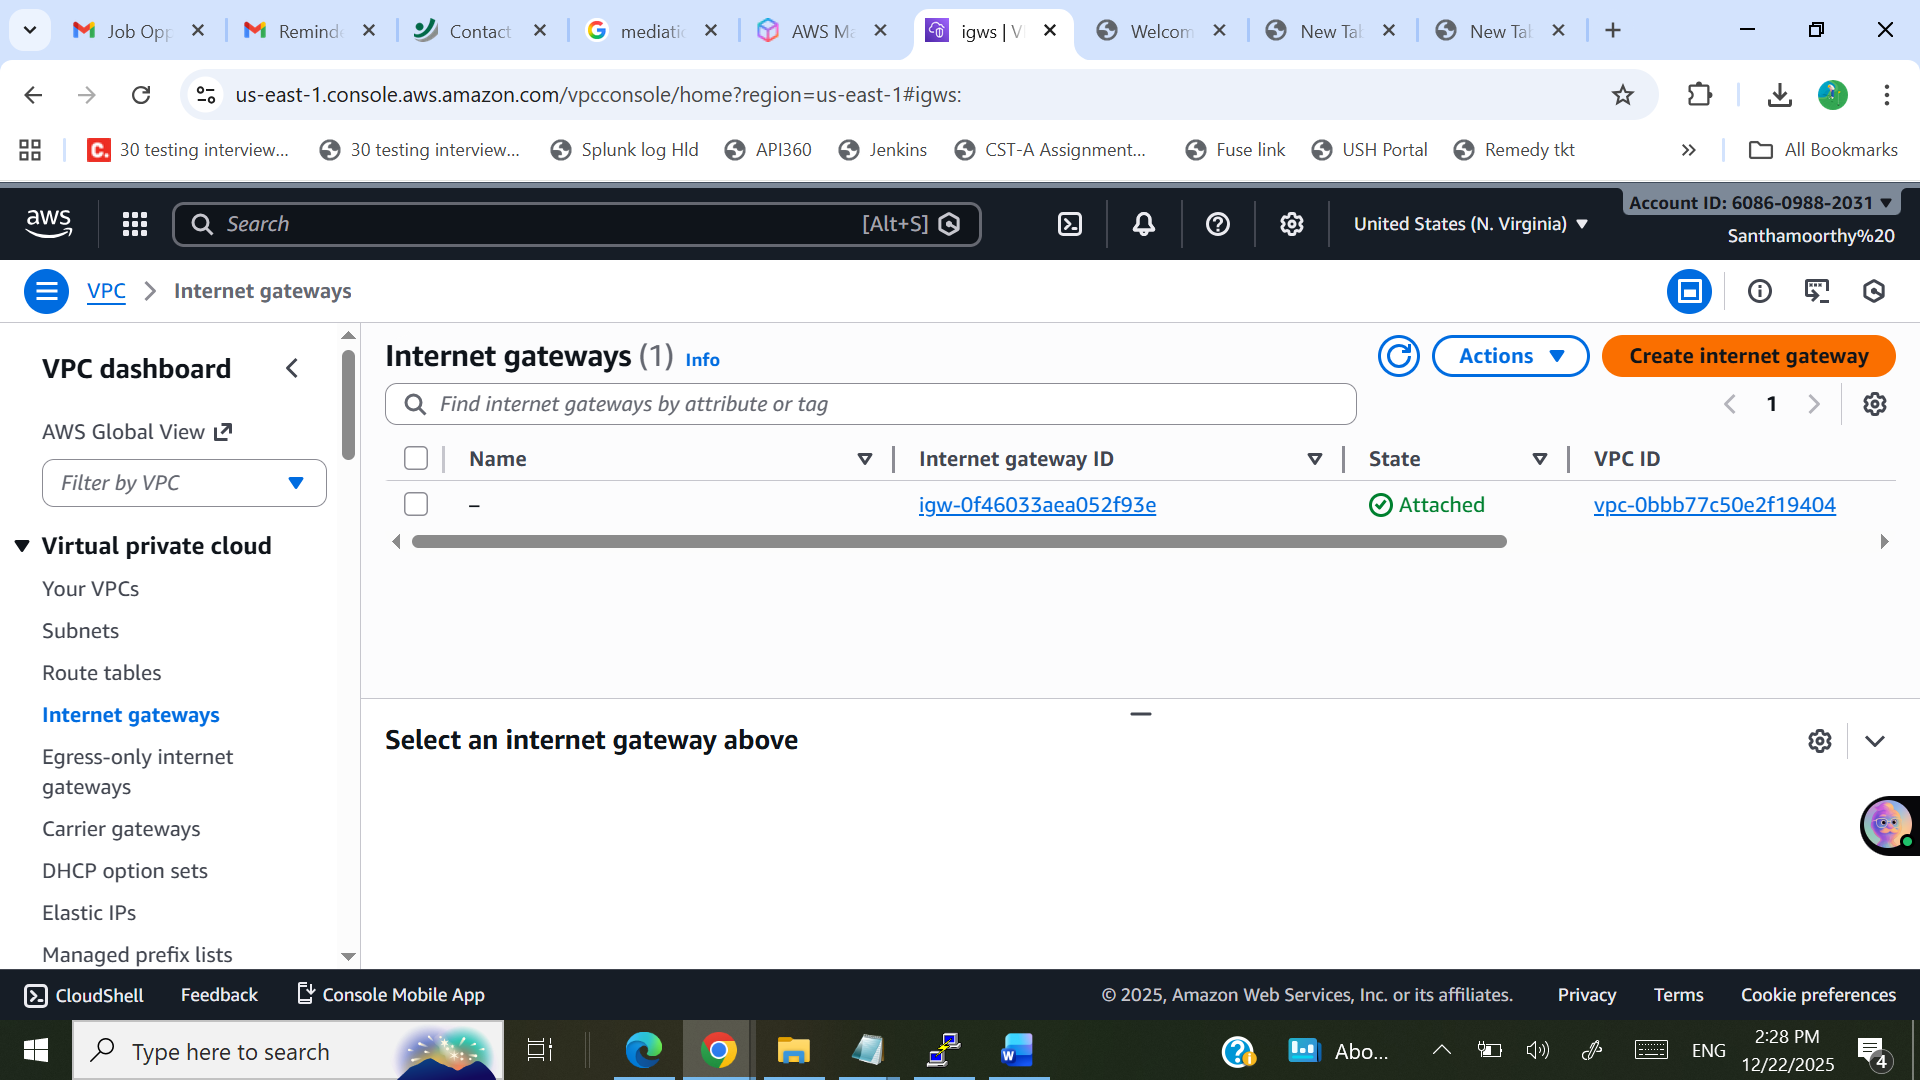 Job Opp
Reminde
Contact
mediatio
AWS Ma
igws | V
Welcom
New Tab
New Tab
us-east-1.console.aws.amazon.com/vpcconsole/home?region=us-east-1#igws:
30 testing interview...
30 testing interview...
Splunk log Hld
API360
Jenkins
CST-A Assignment...
Fuse link
USH Portal
Remedy tkt
All Bookmarks
aws
Search
[Alt+S]
United States (N. Virginia)
Account ID: 6086-0988-2031
Santhamoorthy%20
VPC
Internet gateways
VPC dashboard
AWS Global View
Filter by VPC
Virtual private cloud
Your VPCs
Subnets
Route tables
Internet gateways
Egress-only internet
gateways
Carrier gateways
DHCP option sets
Elastic IPs
Managed prefix lists
Internet gateways (1) Info
Actions
Create internet gateway
Find internet gateways by attribute or tag
1
Name
Internet gateway ID
State
VPC ID
–
igw-0f46033aea052f93e
Attached
vpc-0bbb77c50e2f19404
Select an internet gateway above
CloudShell
Feedback
Console Mobile App
© 2025, Amazon Web Services, Inc. or its affiliates.
Privacy
Terms
Cookie preferences
Type here to search
Abo...
ENG
2:28 PM
12/22/2025
4